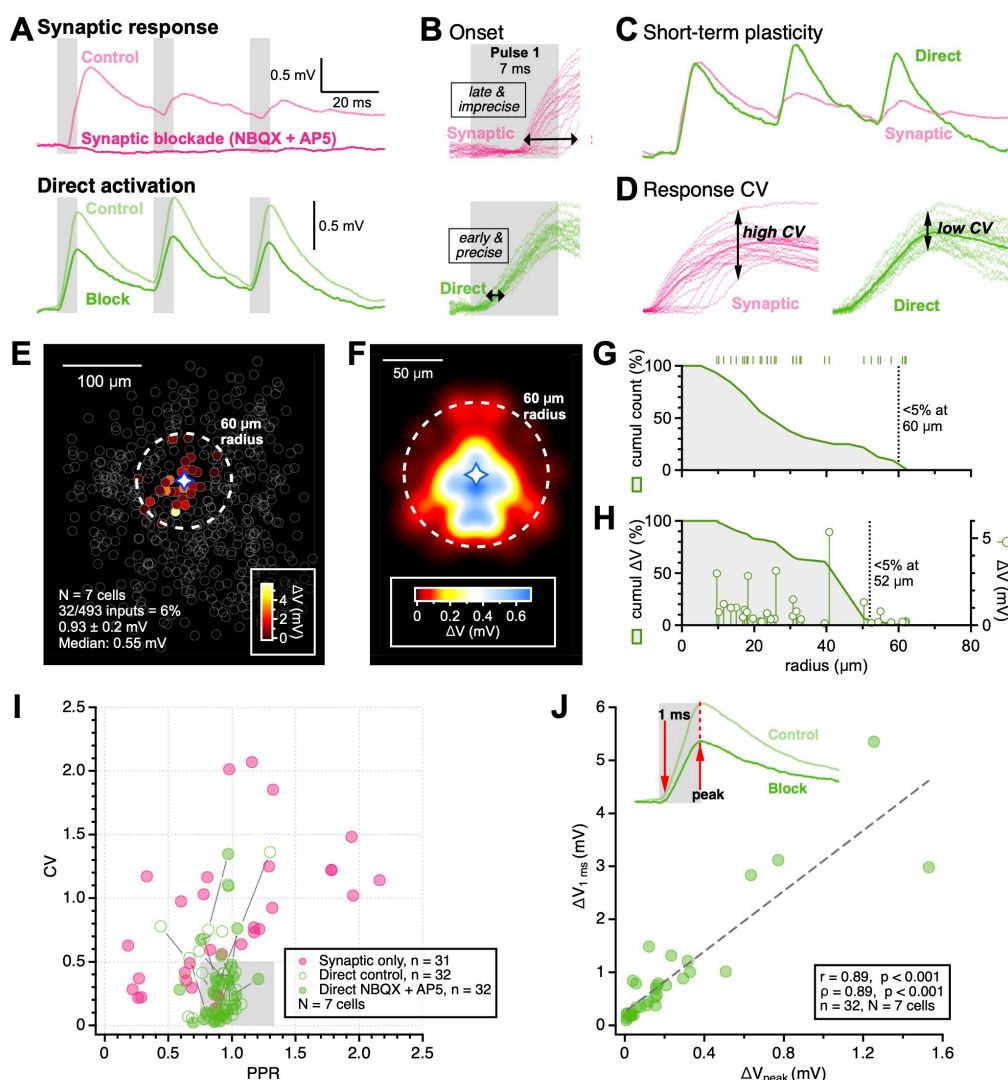 A Synaptic response
Control
0.5 mV
20 ms
Synaptic blockade (NBQX + AP5)
Direct activation
Control
0.5 mV
Block
B Onset
Pulse 1
7 ms
late &
imprecise
Synaptic
early &
precise
Direct
C Short-term plasticity
Direct
Synaptic
D Response CV
high CV
low CV
Synaptic
Direct
E
100 µm
60 µm
radius
N = 7 cells
32/493 inputs = 6%
0.93 ± 0.2 mV
Median: 0.55 mV
4
2
0
ΔV (mV)
F
50 µm
60 µm
radius
0 0.2 0.4 0.6
ΔV (mV)
G
cumul count (%)
100
50
0
<5% at
60 µm
H
cumul ΔV (%)
100
50
0
<5% at
52 µm
5
0
ΔV (mV)
0 20 40 60 80
radius (µm)
I
CV
2.5
2.0
1.5
1.0
0.5
0
Synaptic only, n = 31
Direct control, n = 32
Direct NBQX + AP5, n = 32
N = 7 cells
0 0.5 1.0 1.5 2.0 2.5
PPR
J
ΔV1 ms (mV)
6
5
4
3
2
1
0
1 ms
Control
Block
peak
r = 0.89, p < 0.001
ρ = 0.89, p < 0.001
n = 32, N = 7 cells
0 0.4 0.8 1.2 1.6
ΔVpeak (mV)